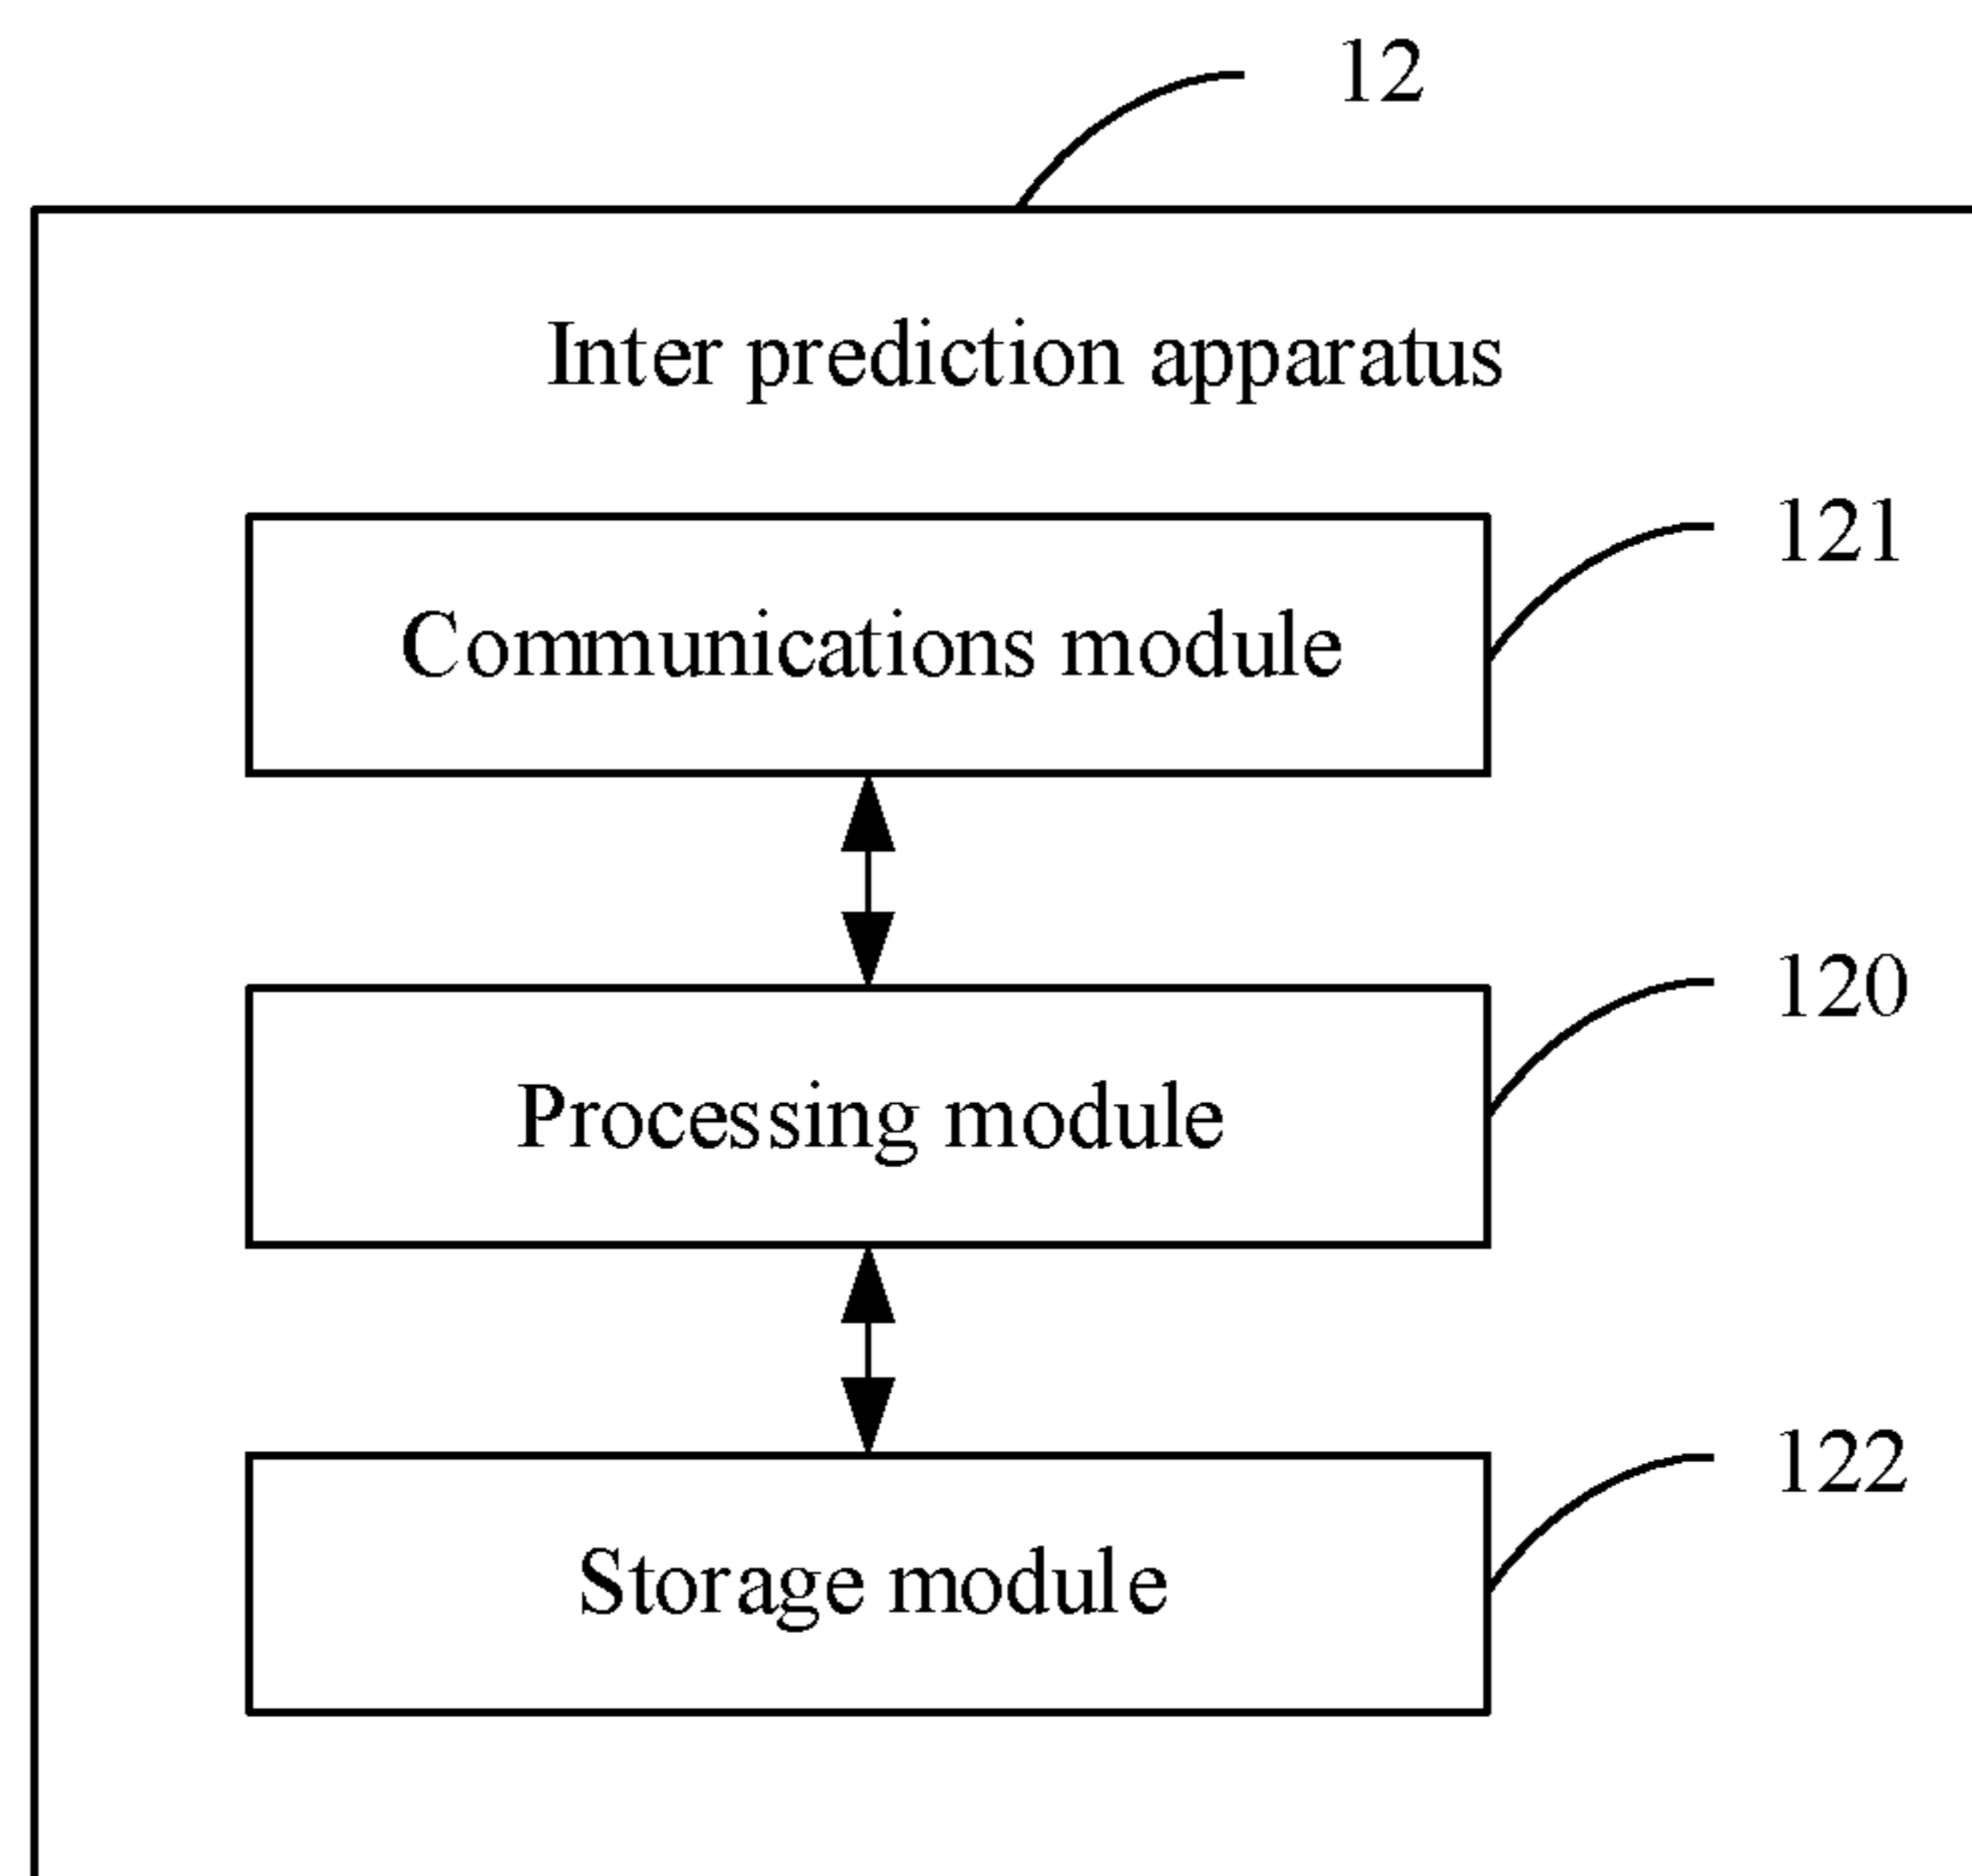 12
Inter prediction apparatus
121
Communications module
120
Processing module
122
Storage module